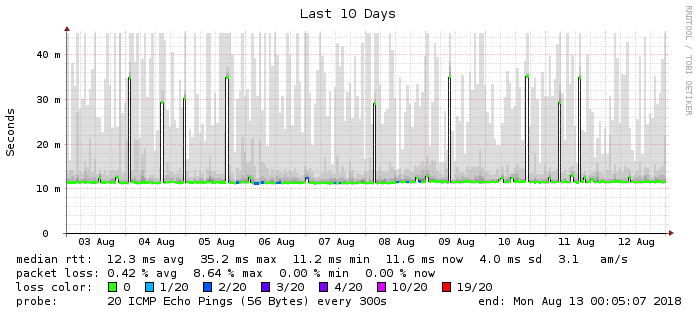 Last 10 Days
RRDTOOL / TOBI OETIKER
Seconds
40 m
30 m
20 m
10 m
0
03 Aug 04 Aug 05 Aug 06 Aug 07 Aug 08 Aug 09 Aug 10 Aug 11 Aug 12 Aug
median rtt: 12.3 ms avg 35.2 ms max 11.2 ms min 11.6 ms now 4.0 ms sd 3.1 am/s
packet loss: 0.42 % avg 8.64 % max 0.00 % min 0.00 % now
loss color: 0 1/20 2/20 3/20 4/20 10/20 19/20
probe: 20 ICMP Echo Pings (56 Bytes) every 300s end: Mon Aug 13 00:05:07 2018